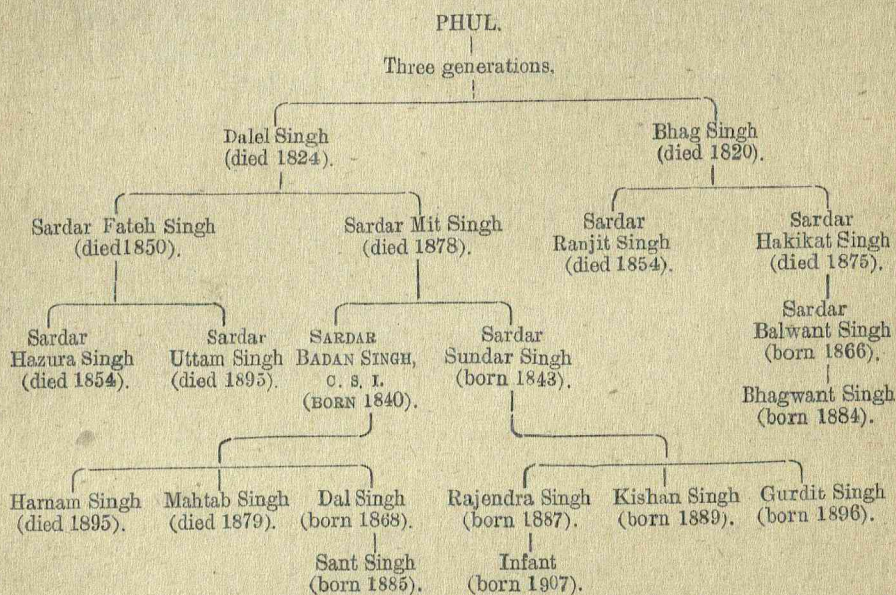 PHUL.
Three generations.
Dalel Singh
(died 1824).
Bhag Singh
(died 1820).
Sardar Fateh Singh
(died 1850).
Sardar Mit Singh
(died 1878).
Sardar
Ranjit Singh
(died 1854).
Sardar
Hakikat Singh
(died 1875).
Sardar
Hazura Singh
(died 1854).
Sardar
Uttam Singh
(died 1895).
SARDAR
BADAN SINGH,
C. S. I.
(BORN 1840).
Sardar
Sundar Singh
(born 1843).
Sardar
Balwant Singh
(born 1866).
Bhagwant Singh
(born 1884).
Harnam Singh
(died 1895).
Mahtab Singh
(died 1879).
Dal Singh
(born 1868).
Rajendra Singh
(born 1887).
Kishan Singh
(born 1889).
Gurdit Singh
(born 1896).
Sant Singh
(born 1885).
Infant
(born 1907).